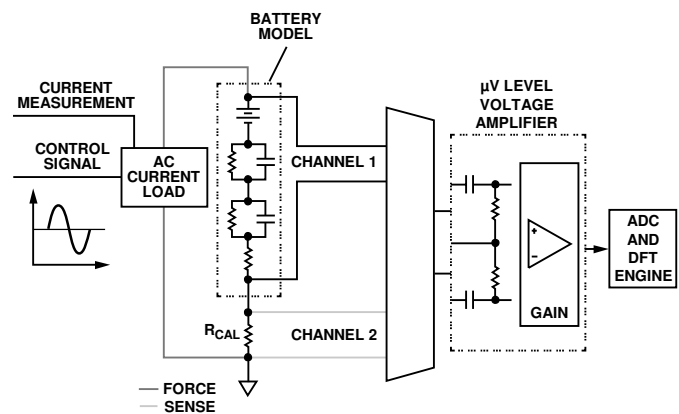 BATTERY
MODEL
CURRENT
MEASUREMENT
CONTROL
SIGNAL
AC
CURRENT
LOAD
CHANNEL 1
µV LEVEL
VOLTAGE
AMPLIFIER
+
–
GAIN
ADC
AND
DFT
ENGINE
RCAL
CHANNEL 2
FORCE
SENSE